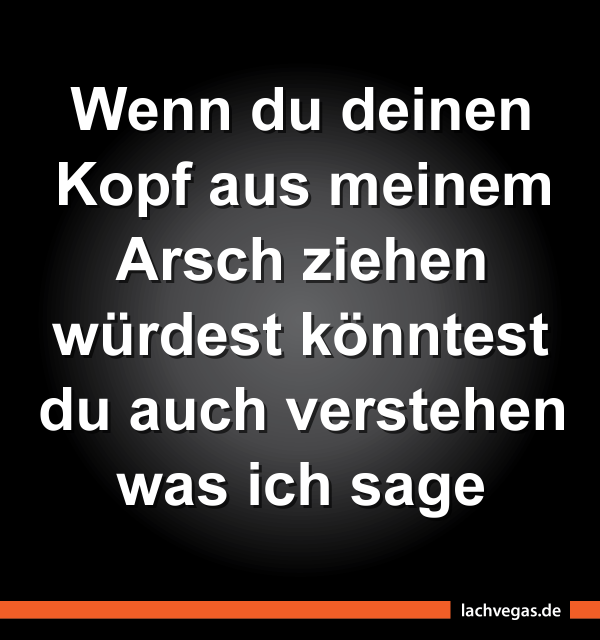 Wenn du deinen
Kopf aus meinem
Arsch ziehen
würdest könntest
du auch verstehen
was ich sage
lachvegas.de